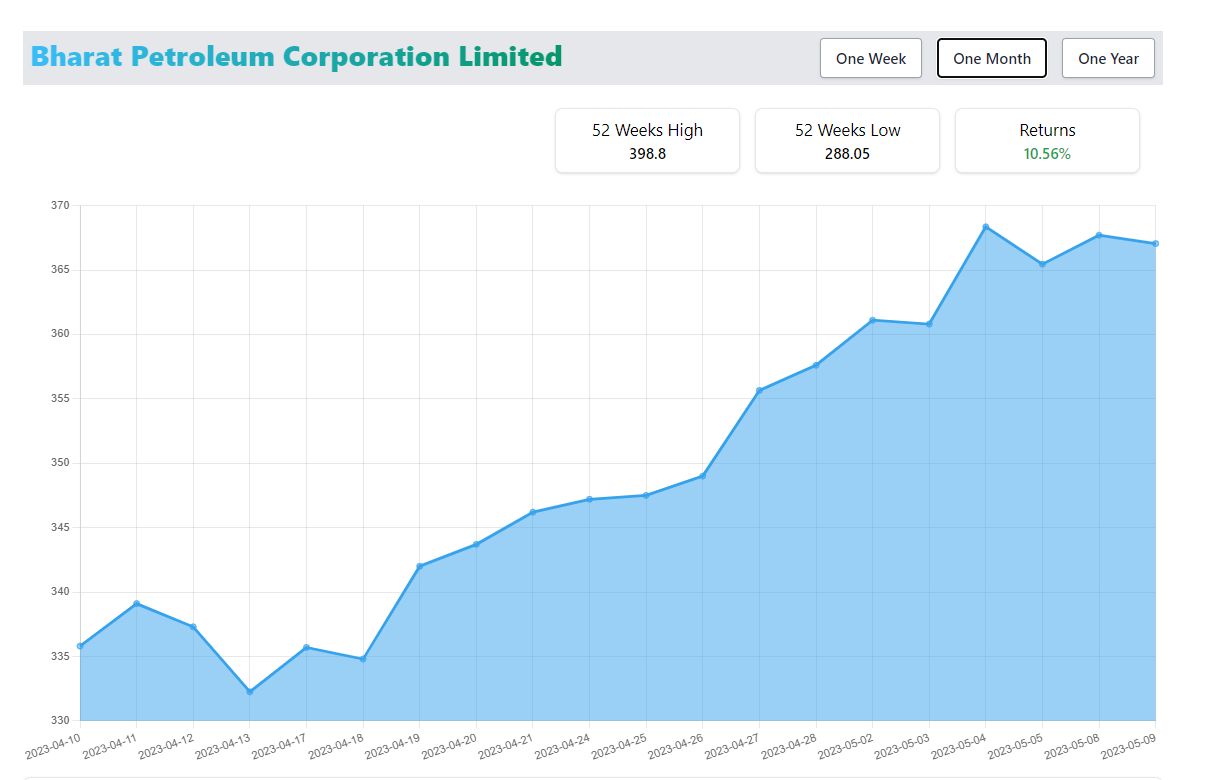 Bharat Petroleum Corporation Limited
One Week One Month One Year
52 Weeks High 52 Weeks Low Returns
398.8 288.05 10.56%
370
365
360
355
350
345
340
335
330
2023-04-10 2023-04-11 2023-04-12 2023-04-13 2023-04-17 2023-04-18 2023-04-19 2023-04-20 2023-04-21 2023-04-24 2023-04-25 2023-04-26 2023-04-27 2023-04-28 2023-05-02 2023-05-03 2023-05-04 2023-05-05 2023-05-08 2023-05-09